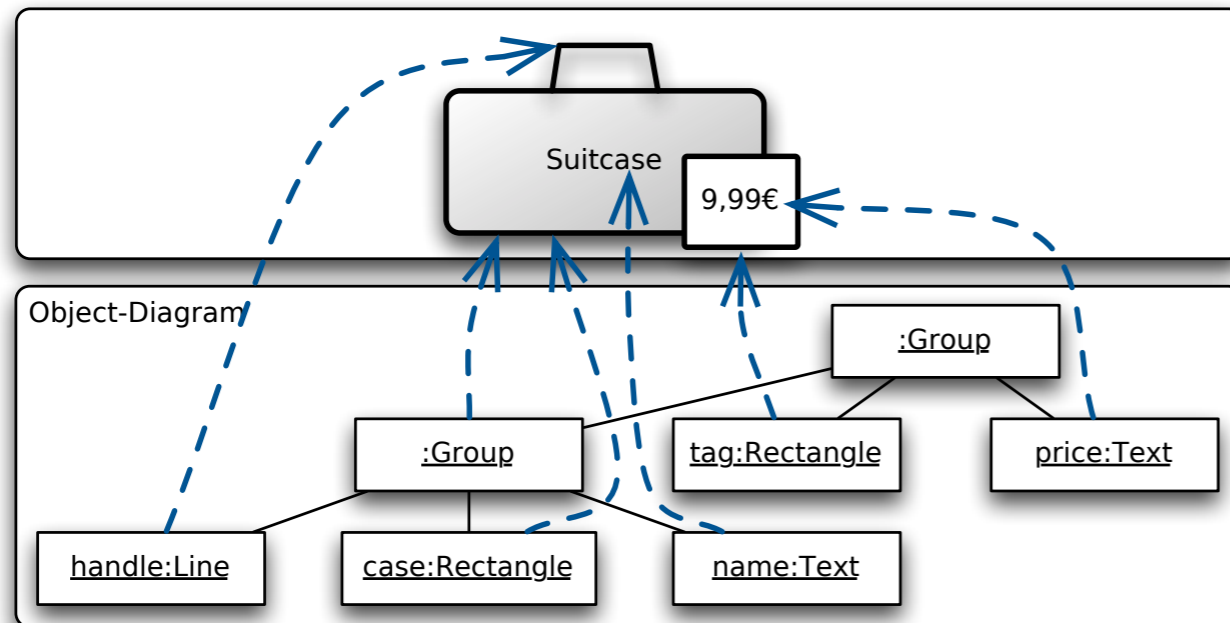 Suitcase
9,99€
Object-Diagram
:Group
:Group
tag:Rectangle
price:Text
handle:Line
case:Rectangle
name:Text